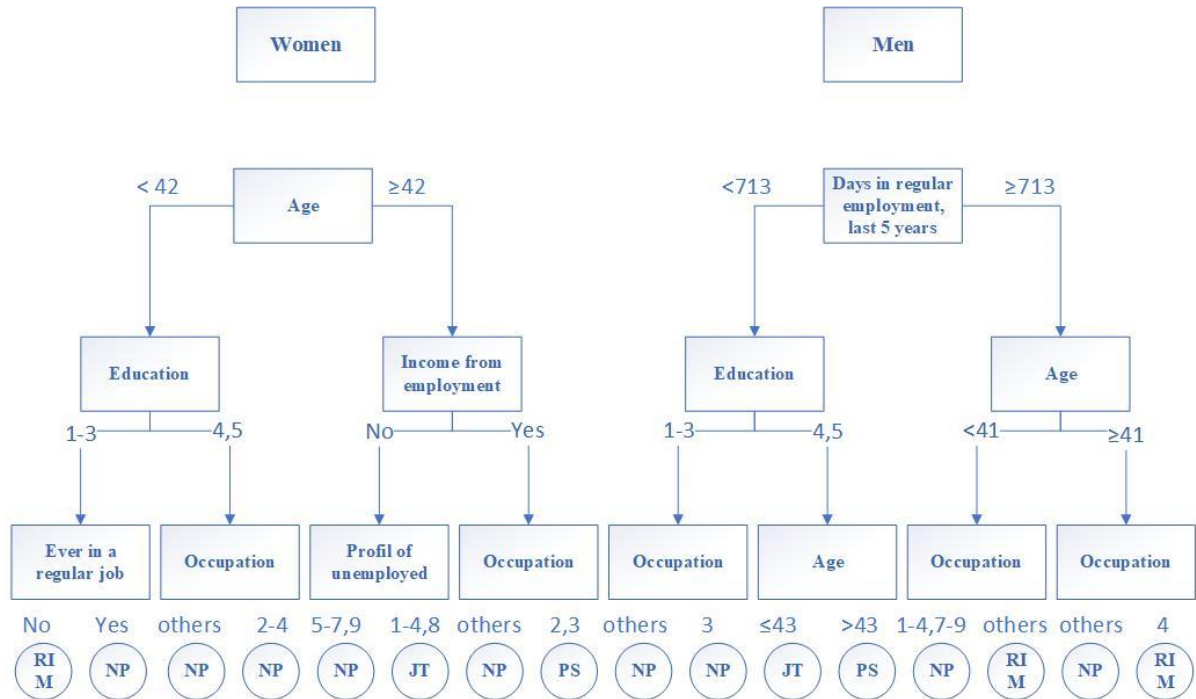 Women
Men
< 42
Age
≥42
<713
Days in regular
employment,
last 5 years
≥713
Education
Income from
employment
Education
Age
1-3
4,5
No
Yes
1-3
4,5
<41
≥41
Ever in a
regular job
Occupation
Profil of
unemployed
Occupation
Occupation
Age
Occupation
Occupation
No
Yes
others
2-4
5-7,9
1-4,8
others
2,3
others
3
≤43
>43
1-4,7-9
others
others
4
RI
M
NP
NP
NP
NP
JT
NP
PS
NP
NP
JT
PS
NP
RI
M
NP
RI
M